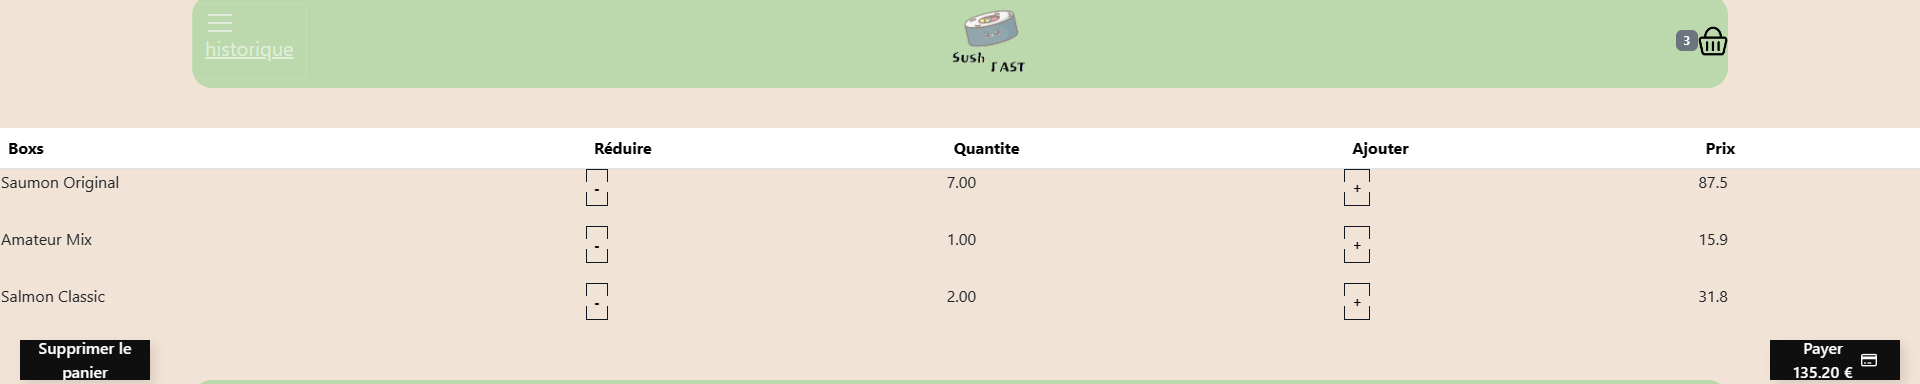 historique
Sush
FAST
3
Boxs Réduire Quantite Ajouter Prix
Saumon Original - 7.00 + 87.5
Amateur Mix - 1.00 + 15.9
Salmon Classic - 2.00 + 31.8
Supprimer le
panier
Payer
135.20 €